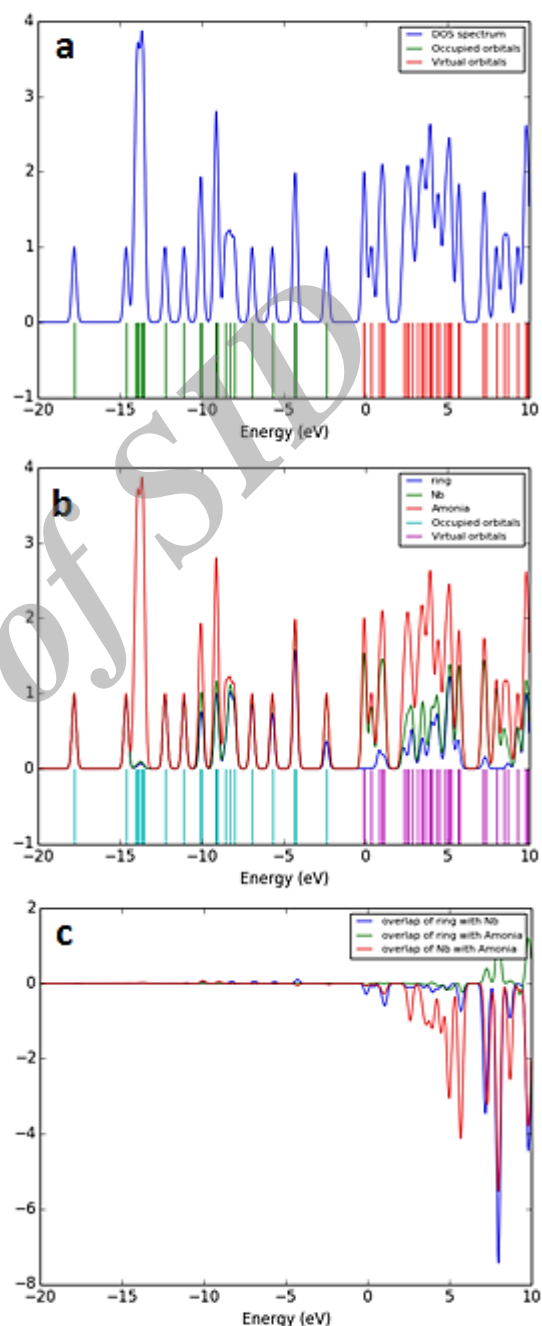 a
DOS spectrum
Occupied orbitals
Virtual orbitals
4
3
2
1
0
−1
−20
−15
−10
−5
0
5
10
Energy (eV)
b
ring
Nb
Amonia
Occupied orbitals
Virtual orbitals
4
3
2
1
0
−1
−20
−15
−10
−5
0
5
10
Energy (eV)
c
overlap of ring with Nb
overlap of ring with Amonia
overlap of Nb with Amonia
2
0
−2
−4
−6
−8
−20
−15
−10
−5
0
5
10
Energy (eV)
of SID